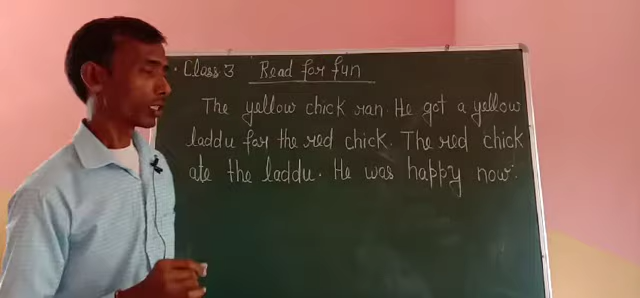 Class 3 Read for fun
The yellow chick ran. He got a yellow
laddu for the red chick. The red chick
ate the laddu. He was happy now.